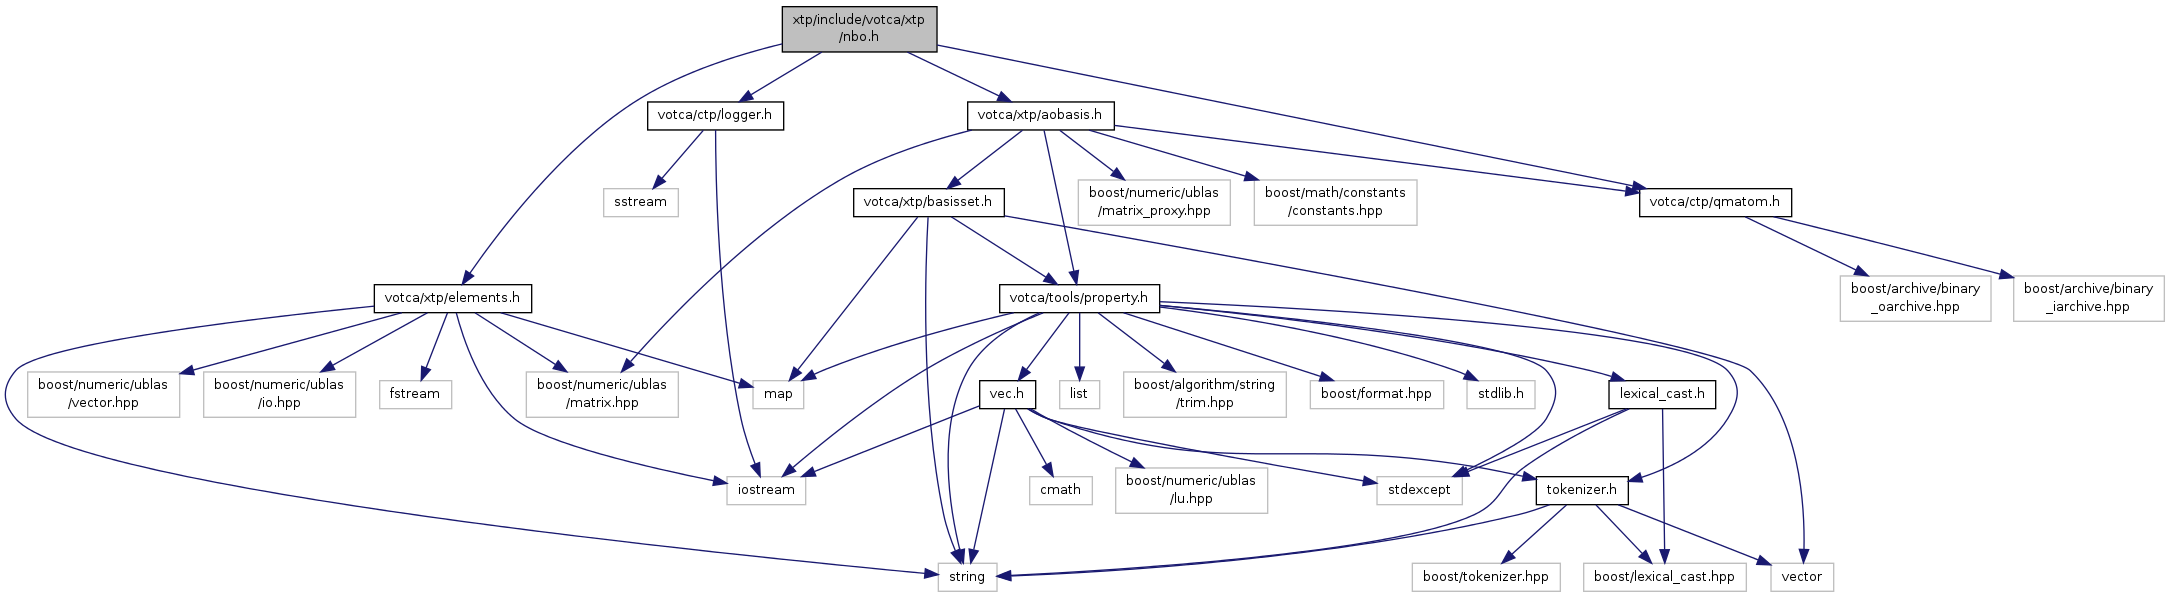 xtp/include/votca/xtp
/nbo.h
votca/ctp/logger.h
votca/xtp/aobasis.h
sstream
votca/xtp/basisset.h
boost/numeric/ublas
/matrix_proxy.hpp
boost/math/constants
/constants.hpp
votca/ctp/qmatom.h
votca/xtp/elements.h
votca/tools/property.h
boost/archive/binary
_oarchive.hpp
boost/archive/binary
_iarchive.hpp
boost/numeric/ublas
/vector.hpp
boost/numeric/ublas
/io.hpp
fstream
boost/numeric/ublas
/matrix.hpp
map
vec.h
list
boost/algorithm/string
/trim.hpp
boost/format.hpp
stdlib.h
lexical_cast.h
iostream
cmath
boost/numeric/ublas
/lu.hpp
stdexcept
tokenizer.h
string
boost/tokenizer.hpp
boost/lexical_cast.hpp
vector